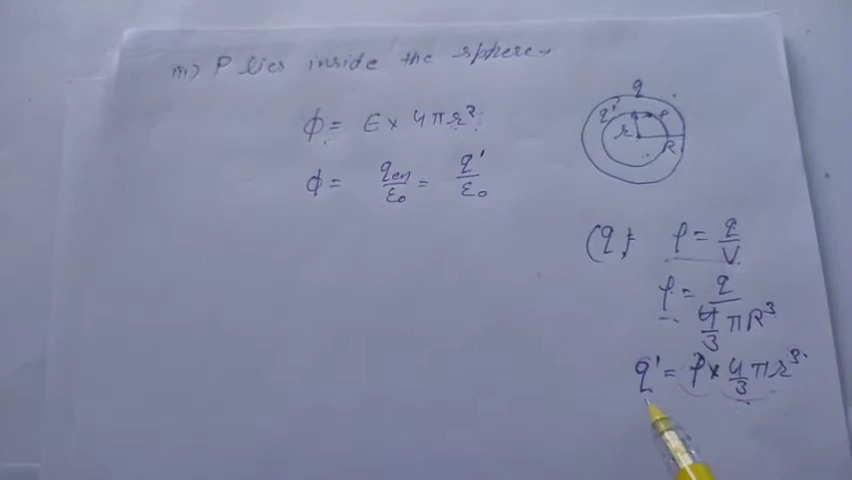 iii) P lies inside the sphere→
q
q' P
r R
ϕ = E × 4πr²
ϕ = qen/ε₀ = q'/ε₀
(q) ρ = q/V
ρ = q/(4/3 πR³)
q' = ρ × 4/3 πr³